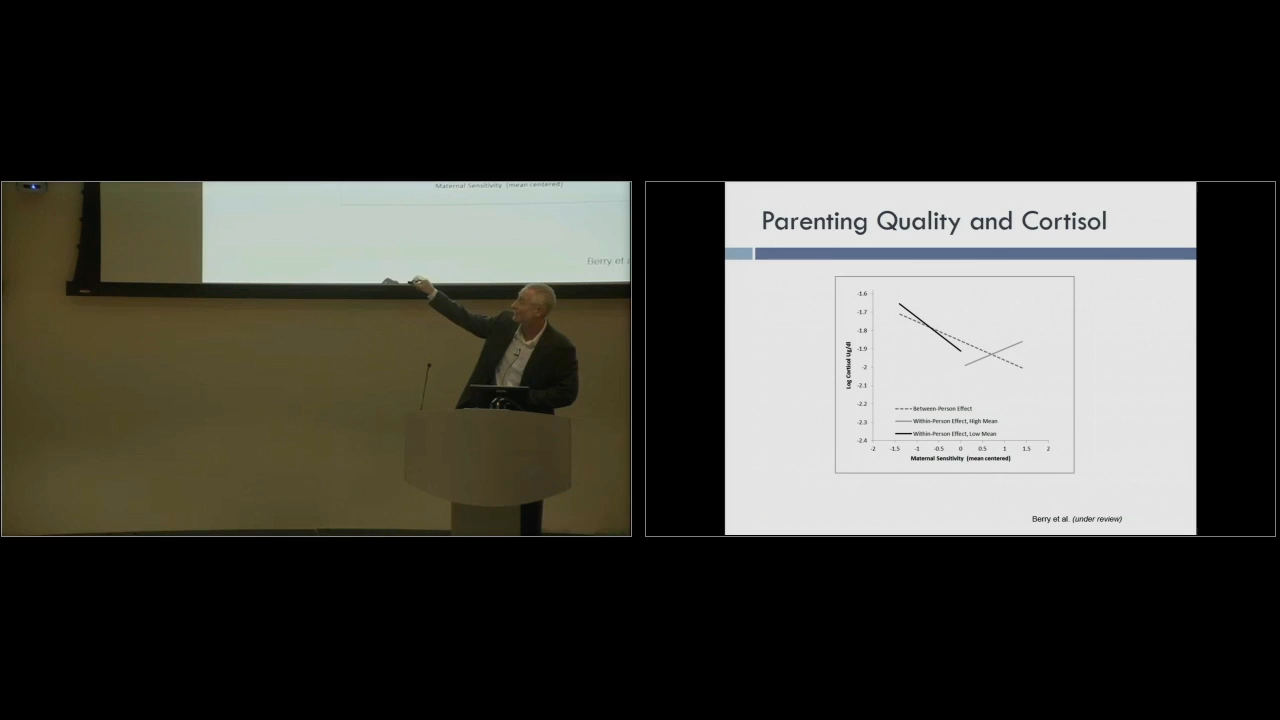 Maternal Sensitivity (mean centered)
Berry et
Parenting Quality and Cortisol
-1.6
-1.7
-1.8
-1.9
-2
-2.1
-2.2
-2.3
-2.4
Log Cortisol Ug/dl
Between-Person Effect
Within-Person Effect, High Mean
Within-Person Effect, Low Mean
-2 -1.5 -1 -0.5 0 0.5 1 1.5 2
Maternal Sensitivity (mean centered)
Berry et al. (under review)